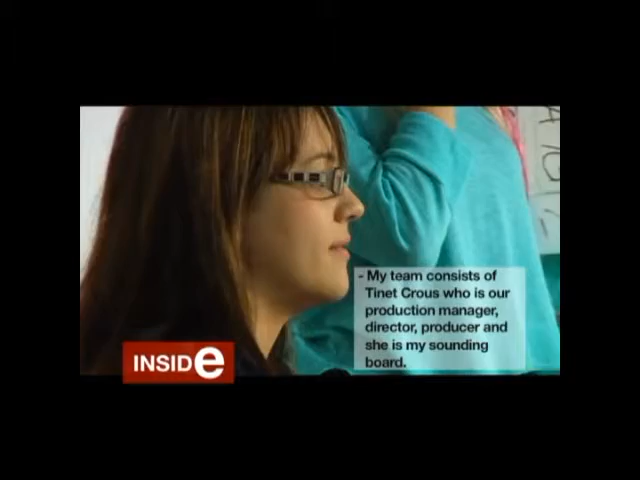 - My team consists of
Tinet Crous who is our
production manager,
director, producer and
she is my sounding
board.
INSIDe